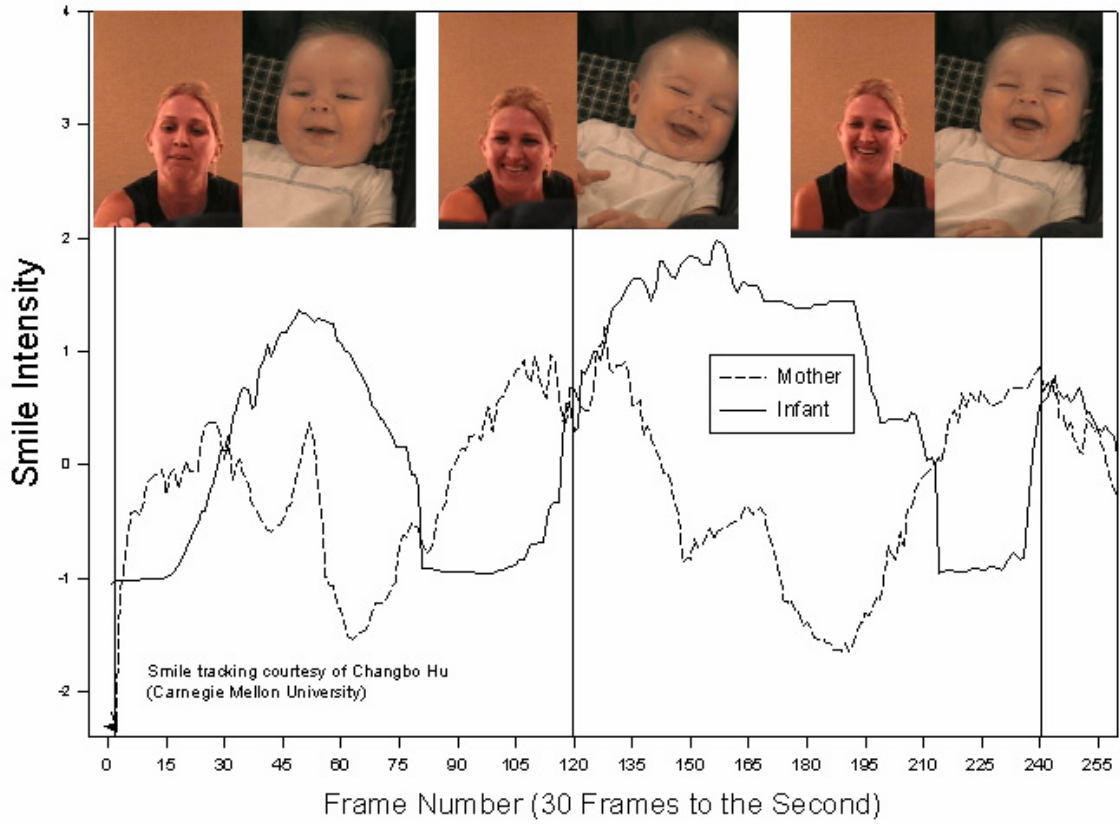 4
3
2
1
0
-1
-2
Smile Intensity
Mother
Infant
Smile tracking courtesy of Changbo Hu
(Carnegie Mellon University)
0 15 30 45 60 75 90 105 120 135 150 165 180 195 210 225 240 255
Frame Number (30 Frames to the Second)